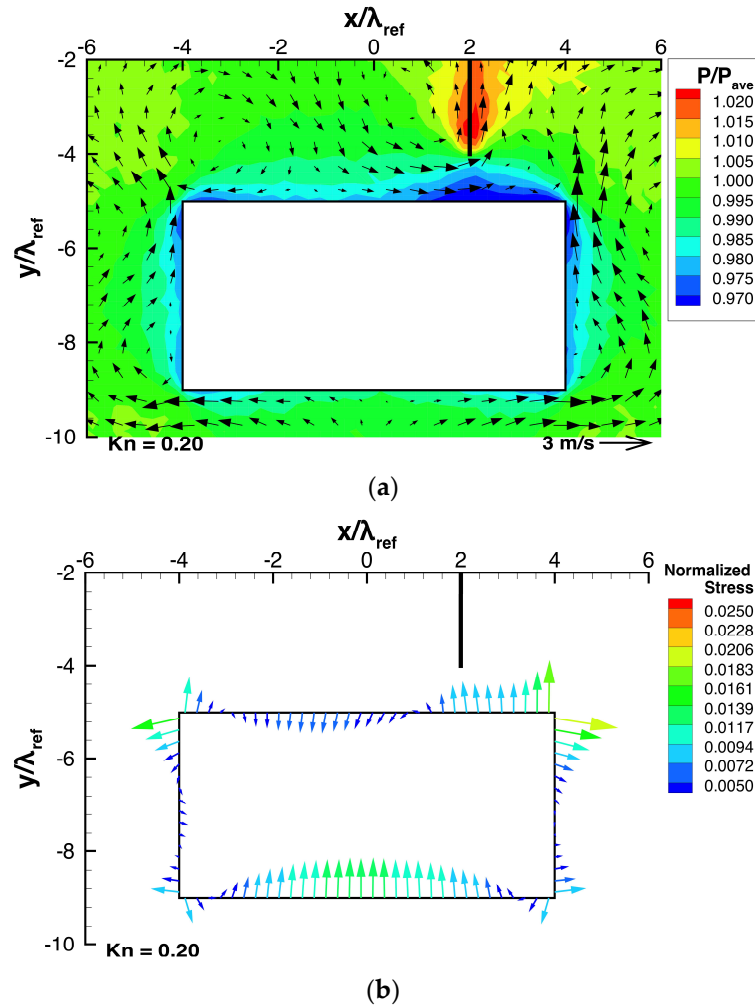 x/λref
-6 -4 -2 0 2 4 6
y/λref
-2
-4
-6
-8
-10
P/Pave
1.020
1.015
1.010
1.005
1.000
0.995
0.990
0.985
0.980
0.975
0.970
Kn = 0.20
3 m/s
(a)
x/λref
-6 -4 -2 0 2 4 6
y/λref
-2
-4
-6
-8
-10
Normalized
Stress
0.0250
0.0228
0.0206
0.0183
0.0161
0.0139
0.0117
0.0094
0.0072
0.0050
Kn = 0.20
(b)